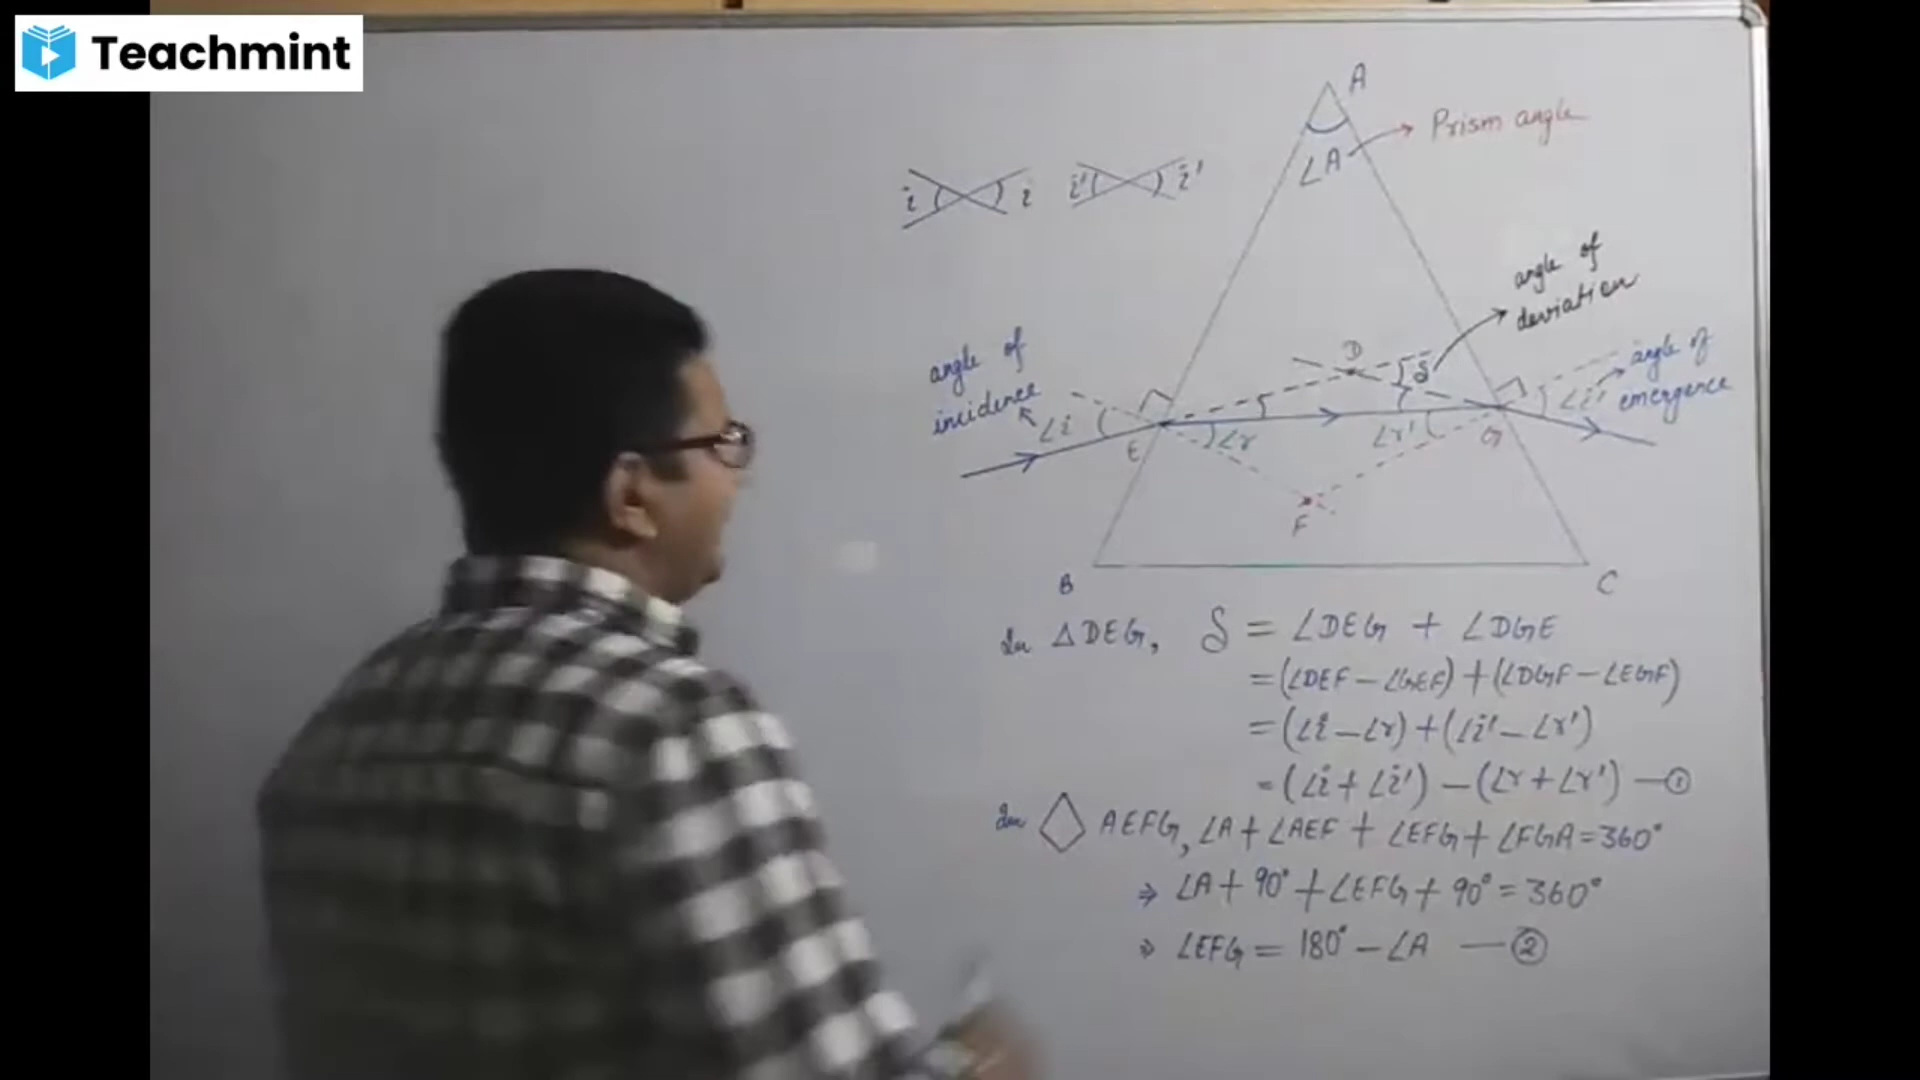 Teachmint
A
Prism angle
∠A
i i i' i'
angle of
deviation
D
δ
angle of
incidence
∠i
E
∠r
∠r'
G
∠i'
angle of
emergence
F
B
C
In △DEG, δ = ∠DEG + ∠DGE
= (∠DEF - ∠GEF) + (∠DGF - ∠EGF)
= (∠i - ∠r) + (∠i' - ∠r')
= (∠i + ∠i') - (∠r + ∠r') — ①
In ◇ AEFG, ∠A + ∠AEF + ∠EFG + ∠FGA = 360°
⇒ ∠A + 90° + ∠EFG + 90° = 360°
⇒ ∠EFG = 180° - ∠A — ②